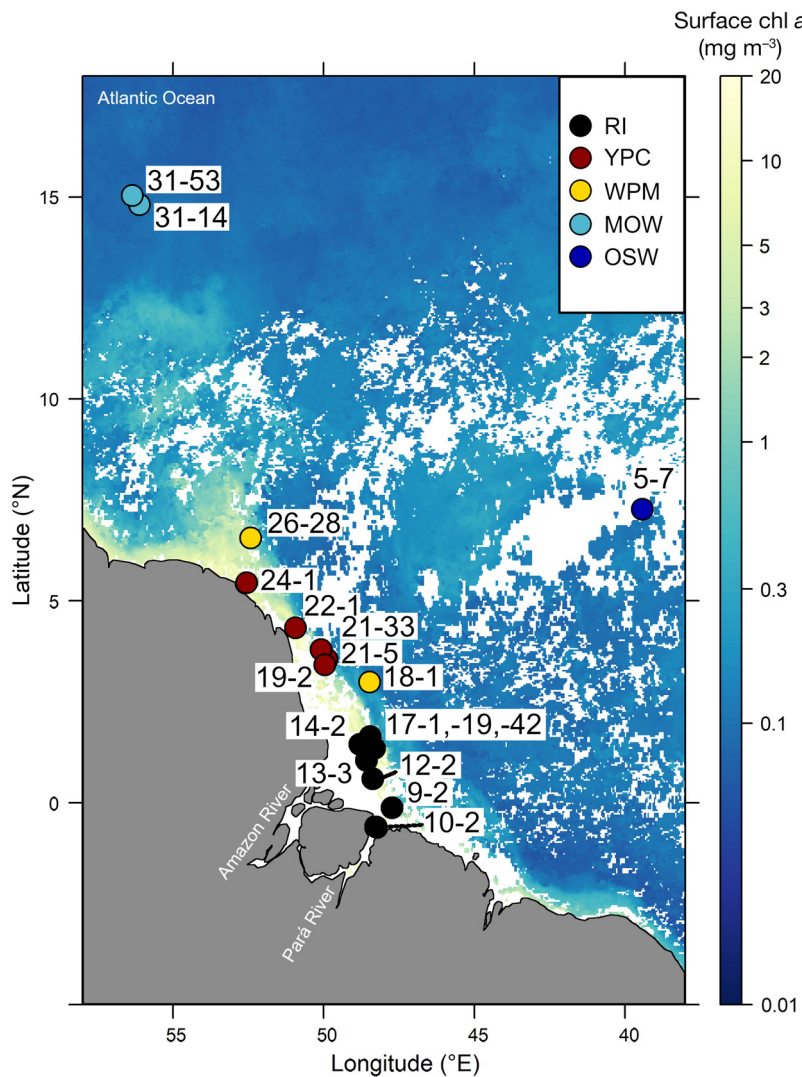 Surface chl a
(mg m⁻³)
Atlantic Ocean
RI
YPC
WPM
MOW
OSW
20
10
5
3
2
1
0.3
0.1
0.01
31-53
31-14
5-7
26-28
24-1
22-1
21-33
21-5
19-2
18-1
14-2
17-1,-19,-42
13-3
12-2
9-2
10-2
Amazon River
Pará River
15
10
5
0
Latitude (°N)
55
50
45
40
Longitude (°E)